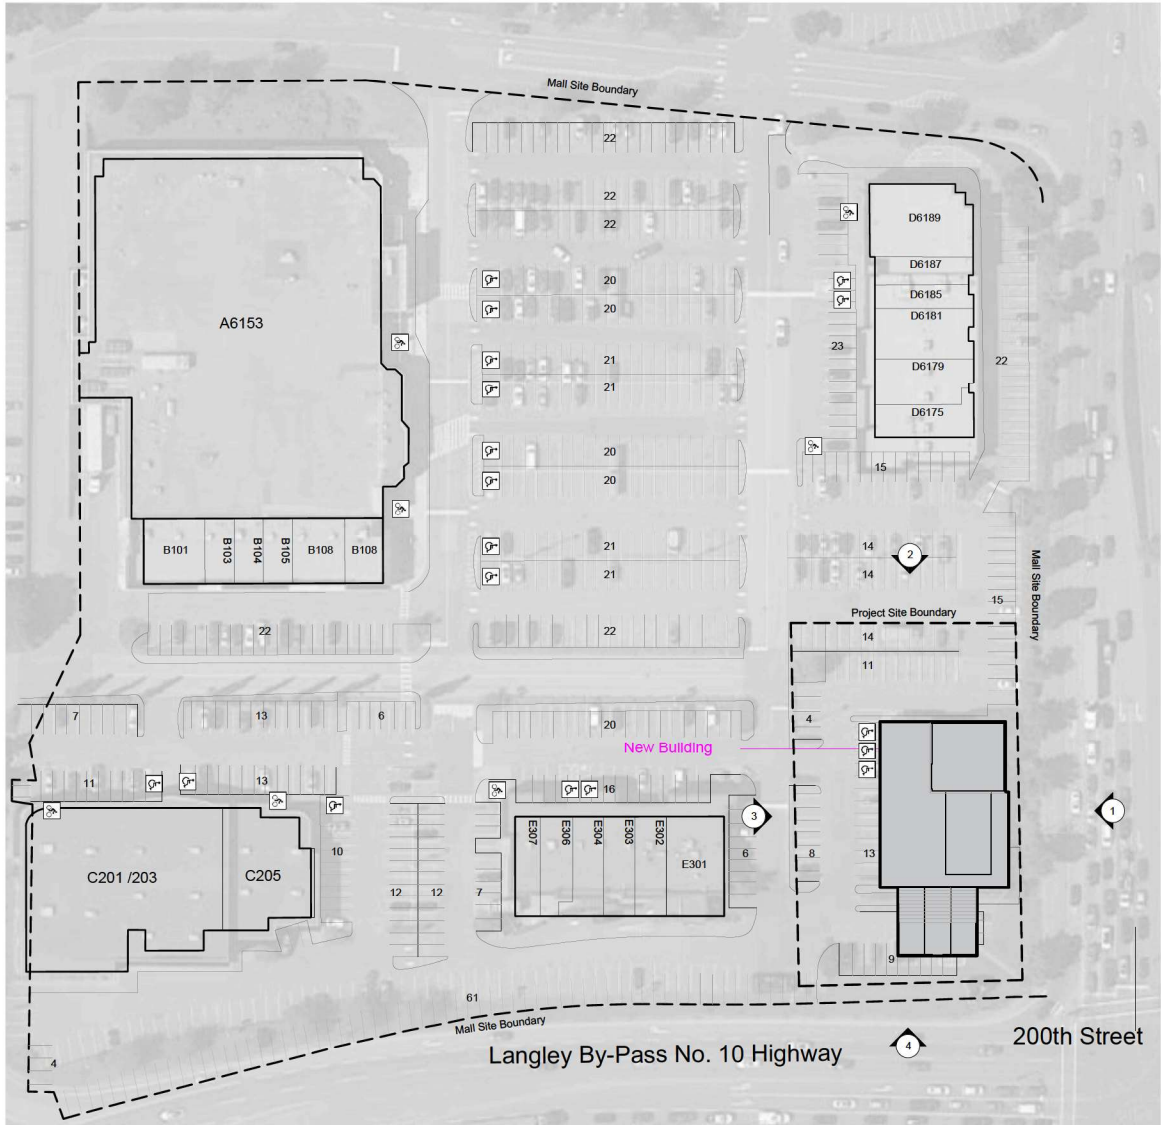 Mall Site Boundary
22
22
22
D6189
D6187
20
D6185
20
D6181
A6153
23
21
22
D6179
21
D6175
20
15
20
B101
B103
B104
B105
B108
B108
21
14
2
21
14
Mall Site Boundary
15
Project Site Boundary
22
22
14
11
5
7
13
6
20
4
New Building
11
13
16
3
1
E307
E306
E304
E303
E302
E301
6
8
13
10
C201 /203
C205
12
12
7
9
61
Mall Site Boundary
200th Street
4
Langley By-Pass No. 10 Highway
4